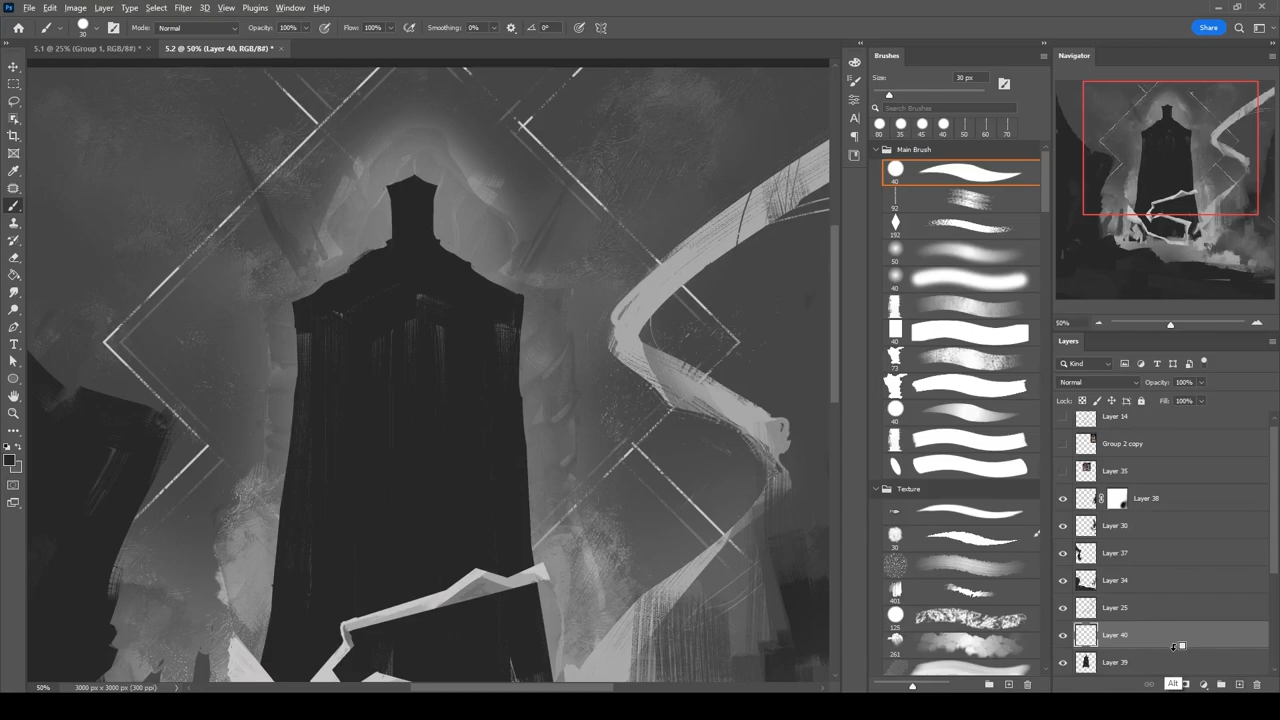 Ps File Edit Image Layer Type Select Filter 3D View Plugins Window Help
30 Mode: Normal Opacity: 100% Flow: 100% Smoothing: 0% 0° Share
5.1 @ 25% (Group 1, RGB/8#) * × 5.2 @ 50% (Layer 40, RGB/8#) * ×
Brushes
Size: 30 px
Search Brushes
80 35 45 40 50 60 70
Main Brush
40
92
192
50
40
40
73
40
Texture
30
401
125
261
Navigator
50%
Layers
Kind
Normal Opacity: 100%
Lock: Fill: 100%
Layer 14
Group 2 copy
Layer 35
Layer 38
Layer 30
Layer 37
Layer 34
Layer 25
Layer 40
Layer 39
Alt
50% 3000 px x 3000 px (300 ppi)